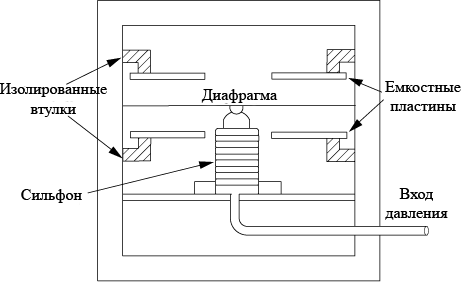 Изолированные
втулки
Диафрагма
Емкостные
пластины
Сильфон
Вход
давления